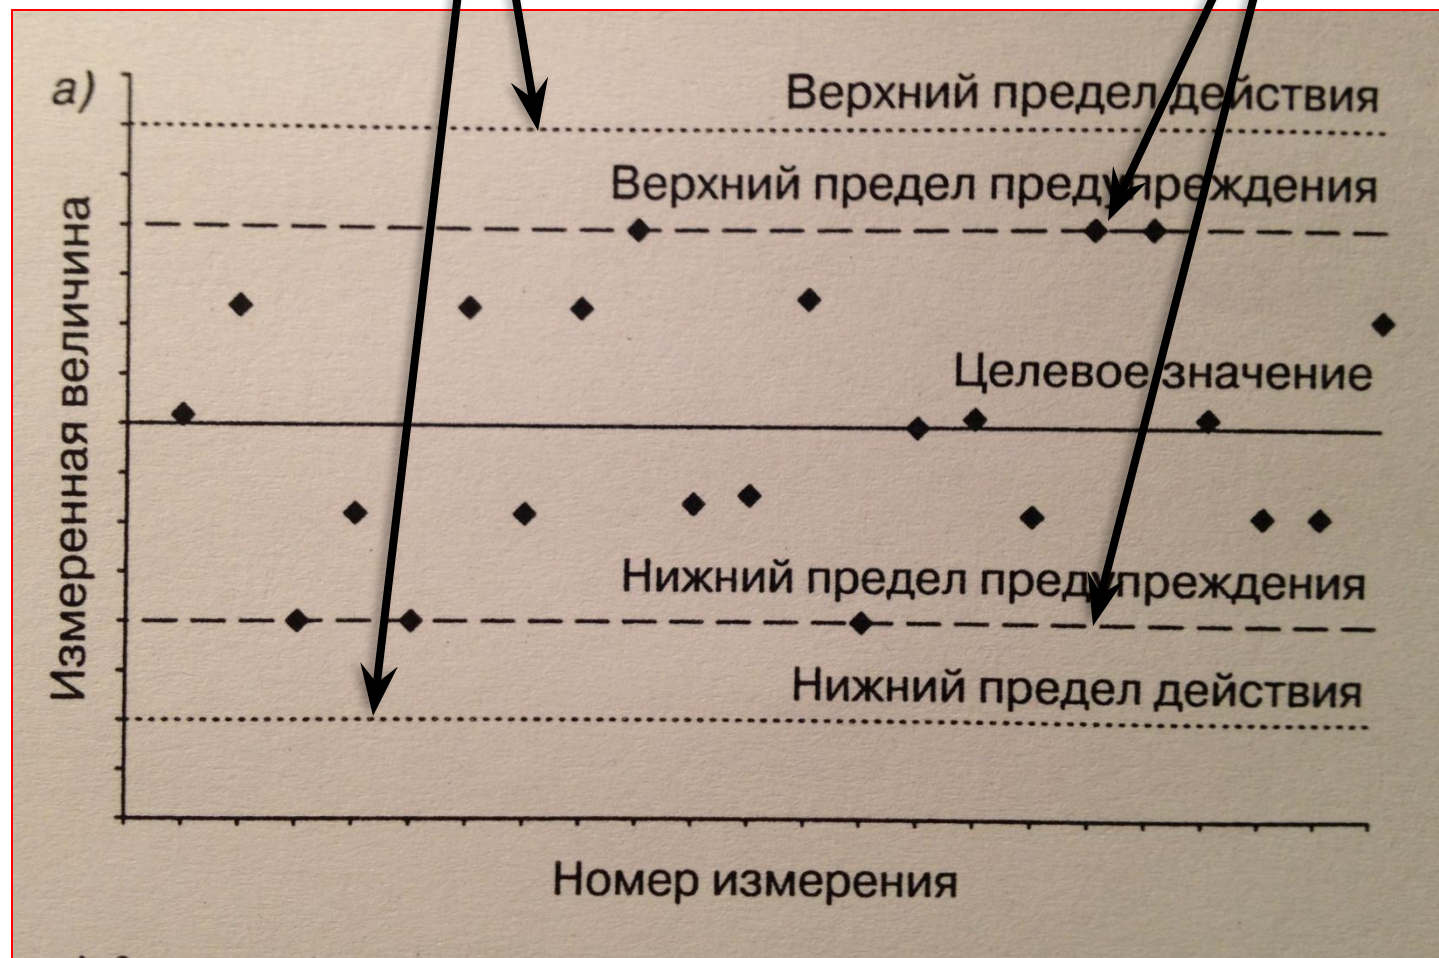 а)
Верхний предел действия
Верхний предел предупреждения
Целевое значение
Нижний предел предупреждения
Нижний предел действия
Измеренная величина
Номер измерения